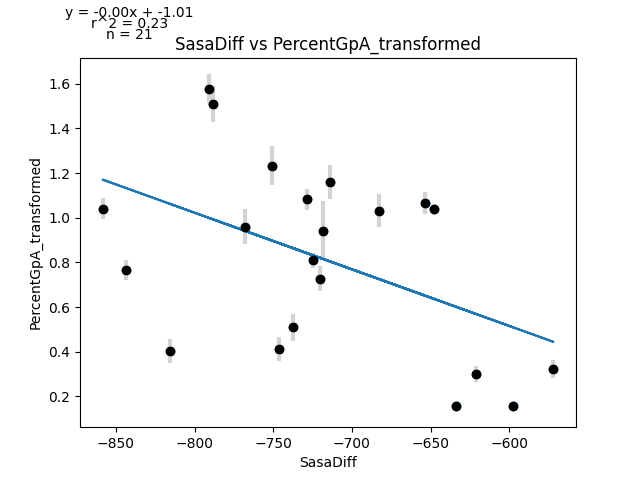 y = -0.00x + -1.01
r^2 = 0.23
n = 21
SasaDiff vs PercentGpA_transformed
PercentGpA_transformed
1.6
1.4
1.2
1.0
0.8
0.6
0.4
0.2
−850 −800 −750 −700 −650 −600
SasaDiff